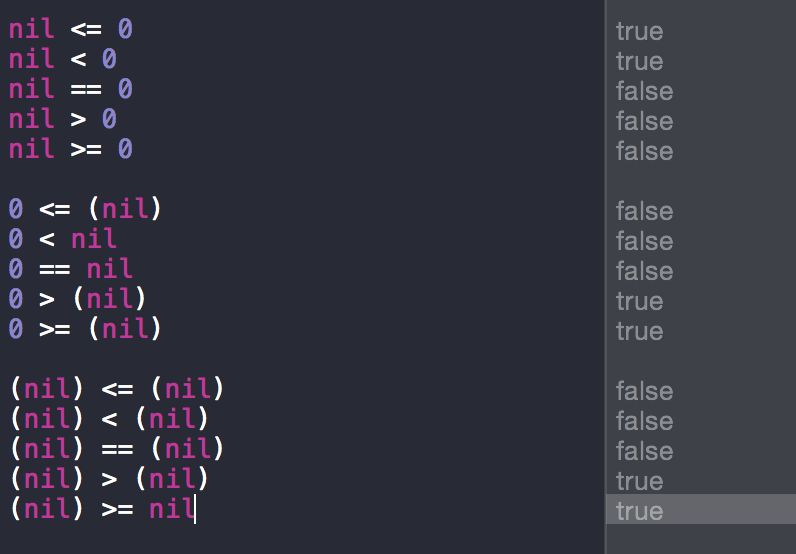 nil <= 0 true
nil < 0 true
nil == 0 false
nil > 0 false
nil >= 0 false
0 <= (nil) false
0 < nil false
0 == nil false
0 > (nil) true
0 >= (nil) true
(nil) <= (nil) false
(nil) < (nil) false
(nil) == (nil) false
(nil) > (nil) true
(nil) >= nil true